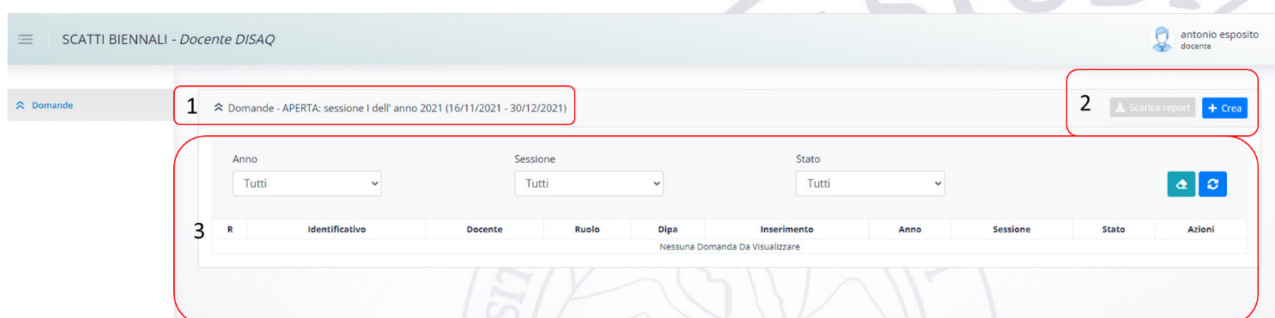 SCATTI BIENNALI - Docente DISAQ
antonio esposito
docente
Domande
1
Domande - APERTA: sessione I dell' anno 2021 (16/11/2021 - 30/12/2021)
2
Scarica report
+ Crea
3
Anno Sessione Stato
Tutti Tutti Tutti
R Identificativo Docente Ruolo Dipa Inserimento Anno Sessione Stato Azioni
Nessuna Domanda Da Visualizzare